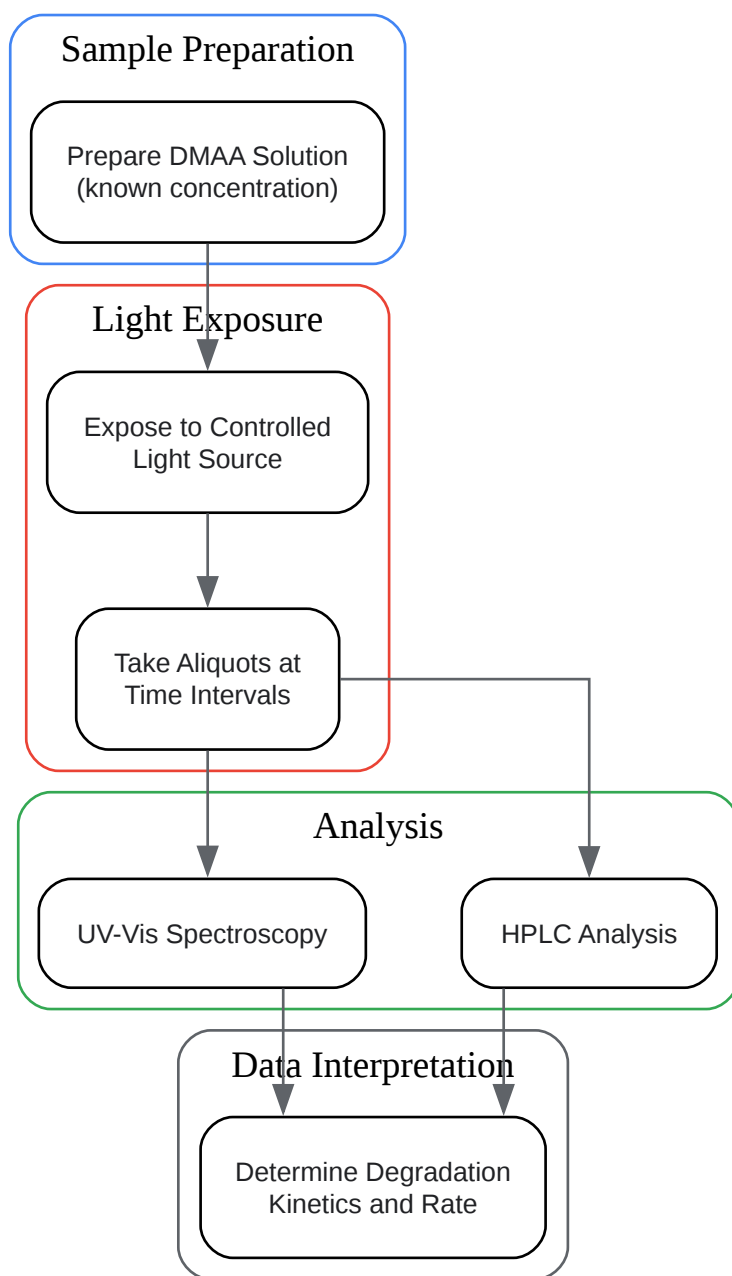 Sample Preparation
Prepare DMAA Solution
(known concentration)
Light Exposure
Expose to Controlled
Light Source
Take Aliquots at
Time Intervals
Analysis
UV-Vis Spectroscopy
HPLC Analysis
Data Interpretation
Determine Degradation
Kinetics and Rate